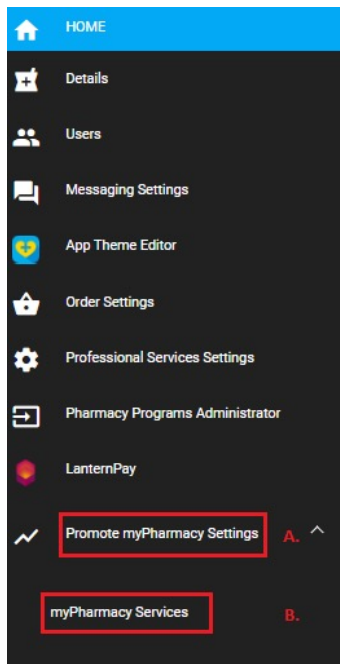 HOME
Details
Users
Messaging Settings
App Theme Editor
Order Settings
Professional Services Settings
Pharmacy Programs Administrator
LanternPay
Promote myPharmacy Settings A.
myPharmacy Services B.